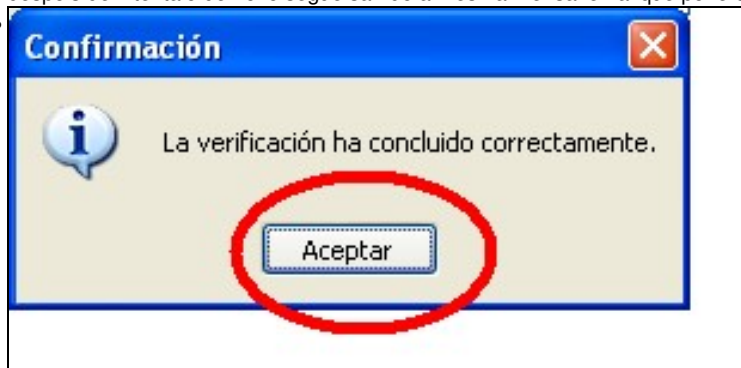 Confirmación
La verificación ha concluido correctamente.
Aceptar